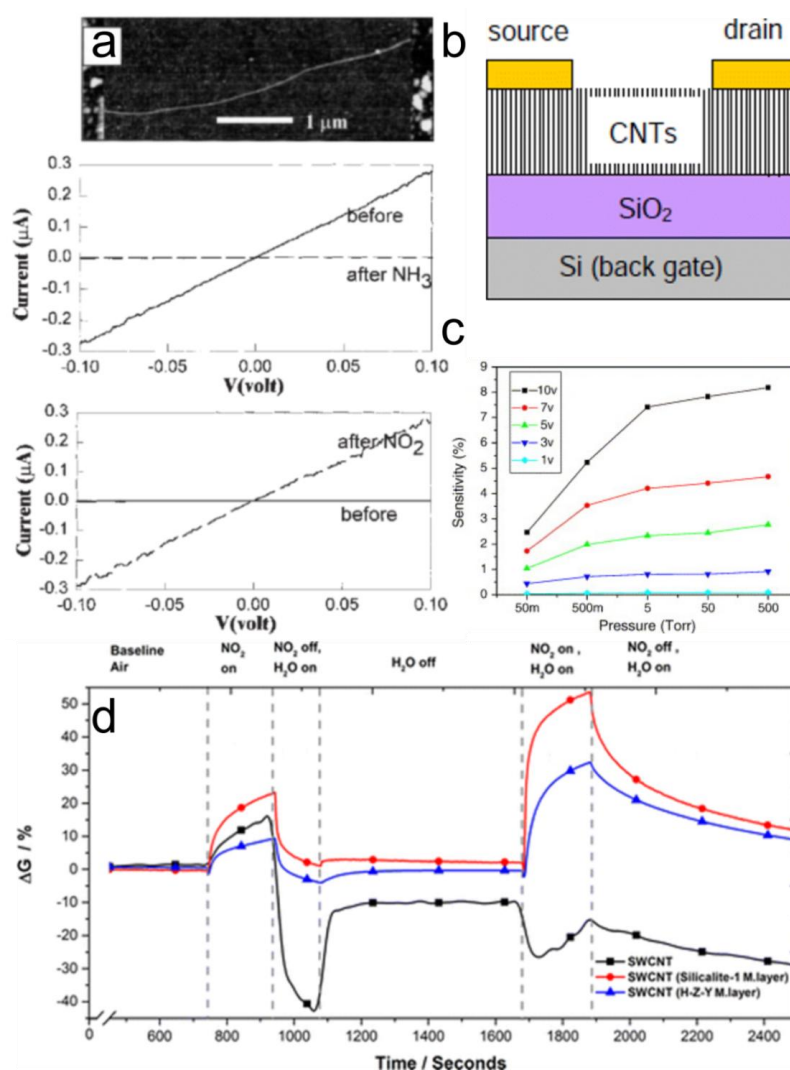 a
1 μm
0.3
0.2
0.1
0.0
-0.1
-0.2
-0.3
Current (μA)
before
after NH3
-0.10
-0.05
0.00
0.05
0.10
V(volt)
0.3
0.2
0.1
0.0
-0.1
-0.2
-0.3
Current (μA)
after NO2
before
-0.10
-0.05
0.00
0.05
0.10
V(volt)
b
source
drain
CNTs
SiO2
Si (back gate)
c
9
8
7
6
5
4
3
2
1
0
Sensitivity (%)
10v
7v
5v
3v
1v
50m
500m
5
50
500
Pressure (Torr)
Baseline
Air
NO2
on
NO2 off,
H2O on
H2O off
NO2 on ,
H2O on
NO2 off ,
H2O on
d
50
40
30
20
10
0
-10
-20
-30
-40
ΔG / %
SWCNT
SWCNT (Silicalite-1 M.layer)
SWCNT (H-Z-Y M.layer)
0
600
800
1000
1200
1400
1600
1800
2000
2200
2400
Time / Seconds